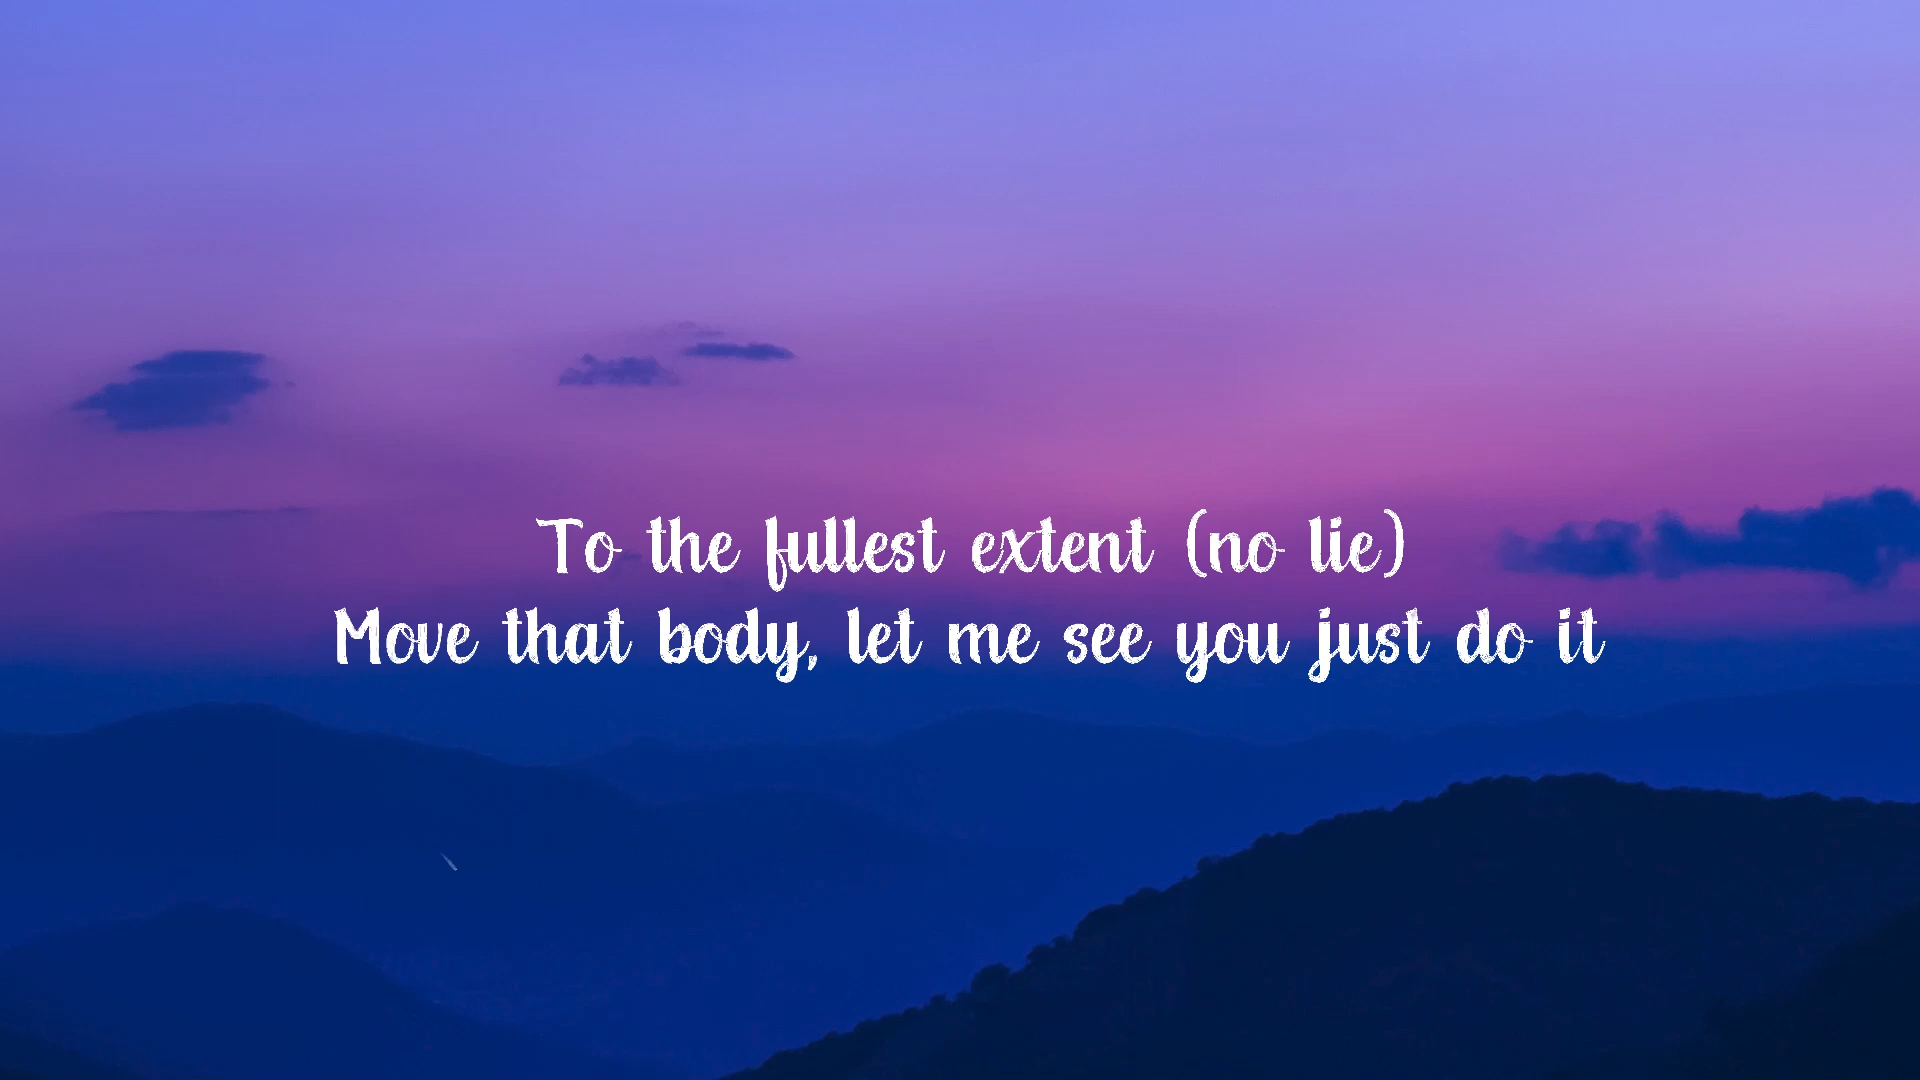 To the fullest extent (no lie)
Move that body, let me see you just do it